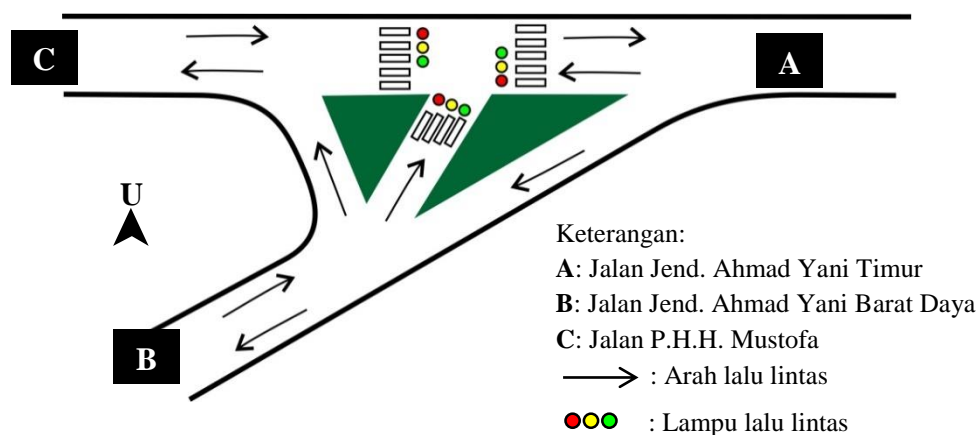 C
A
U
B
Keterangan:
A: Jalan Jend. Ahmad Yani Timur
B: Jalan Jend. Ahmad Yani Barat Daya
C: Jalan P.H.H. Mustofa
: Arah lalu lintas
: Lampu lalu lintas